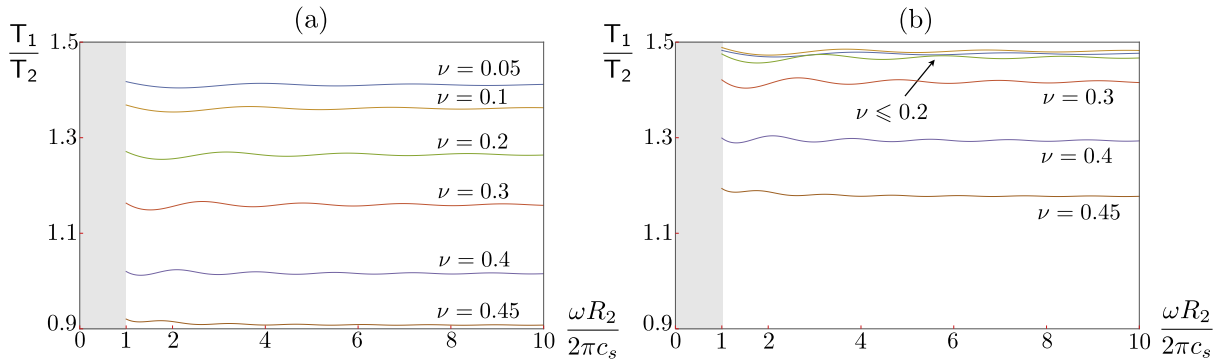 (a)
T₁/T₂
1.5
1.3
1.1
0.9
ν = 0.05
ν = 0.1
ν = 0.2
ν = 0.3
ν = 0.4
ν = 0.45
0 1 2 4 6 8 10
ωR₂/2πcₛ
(b)
T₁/T₂
1.5
1.3
1.1
0.9
ν ⩽ 0.2
ν = 0.3
ν = 0.4
ν = 0.45
0 1 2 4 6 8 10
ωR₂/2πcₛ